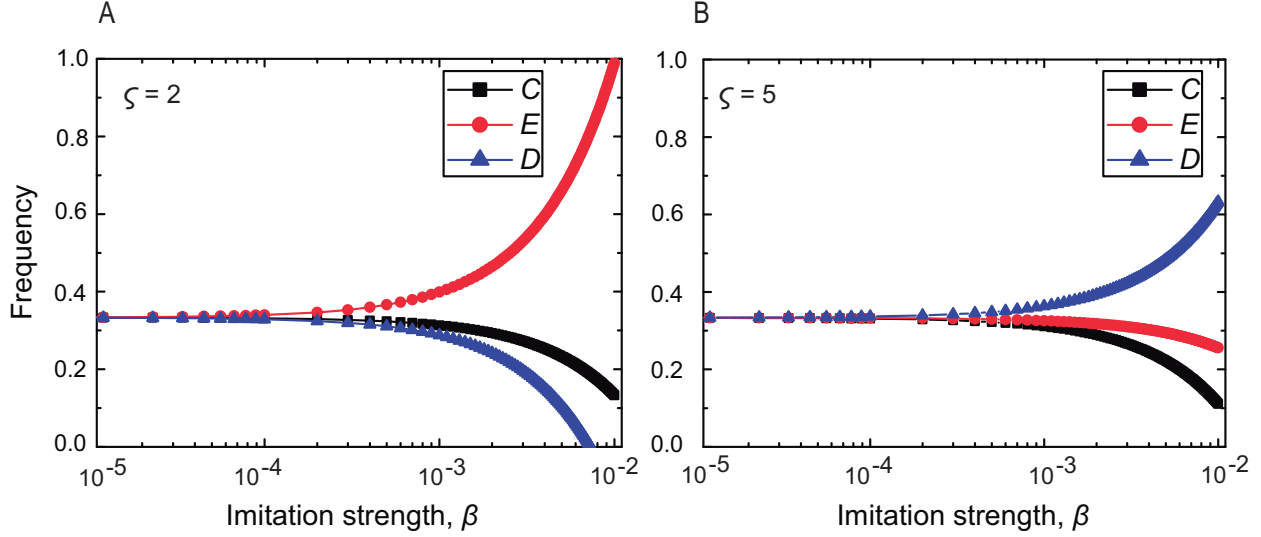 A
B
ς = 2
C
E
D
ς = 5
C
E
D
Frequency
1.0
0.8
0.6
0.4
0.2
0.0
1.0
0.8
0.6
0.4
0.2
0.0
10⁻⁵
10⁻⁴
10⁻³
10⁻²
10⁻⁵
10⁻⁴
10⁻³
10⁻²
Imitation strength, β
Imitation strength, β